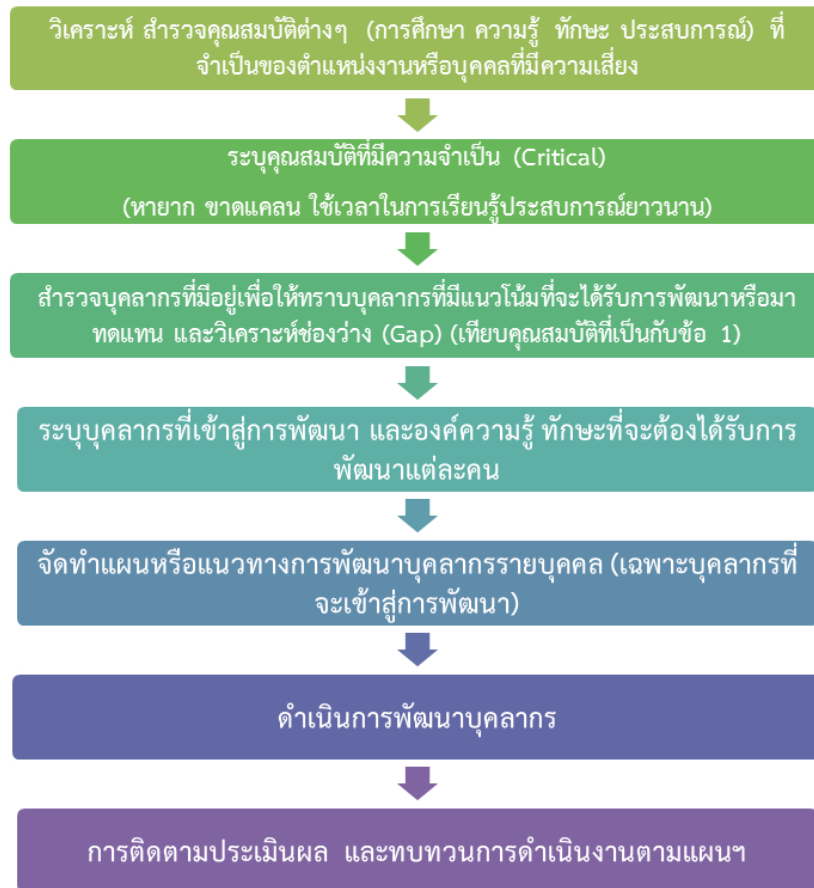 วิเคราะห์ สำรวจคุณสมบัติต่างๆ (การศึกษา ความรู้ ทักษะ ประสบการณ์) ที่
จำเป็นของตำแหน่งงานหรือบุคคลที่มีความเสี่ยง
ระบุคุณสมบัติที่มีความจำเป็น (Critical)
(หายาก ขาดแคลน ใช้เวลาในการเรียนรู้ประสบการณ์ยาวนาน)
สำรวจบุคลากรที่มีอยู่เพื่อให้ทราบบุคลากรที่มีแนวโน้มที่จะได้รับการพัฒนาหรือมา
ทดแทน และวิเคราะห์ช่องว่าง (Gap) (เทียบคุณสมบัติที่เป็นกับข้อ 1)
ระบุบุคลากรที่เข้าสู่การพัฒนา และองค์ความรู้ ทักษะที่จะต้องได้รับการ
พัฒนาแต่ละคน
จัดทำแผนหรือแนวทางการพัฒนาบุคลากรรายบุคคล (เฉพาะบุคลากรที่
จะเข้าสู่การพัฒนา)
ดำเนินการพัฒนาบุคลากร
การติดตามประเมินผล และทบทวนการดำเนินงานตามแผนฯ